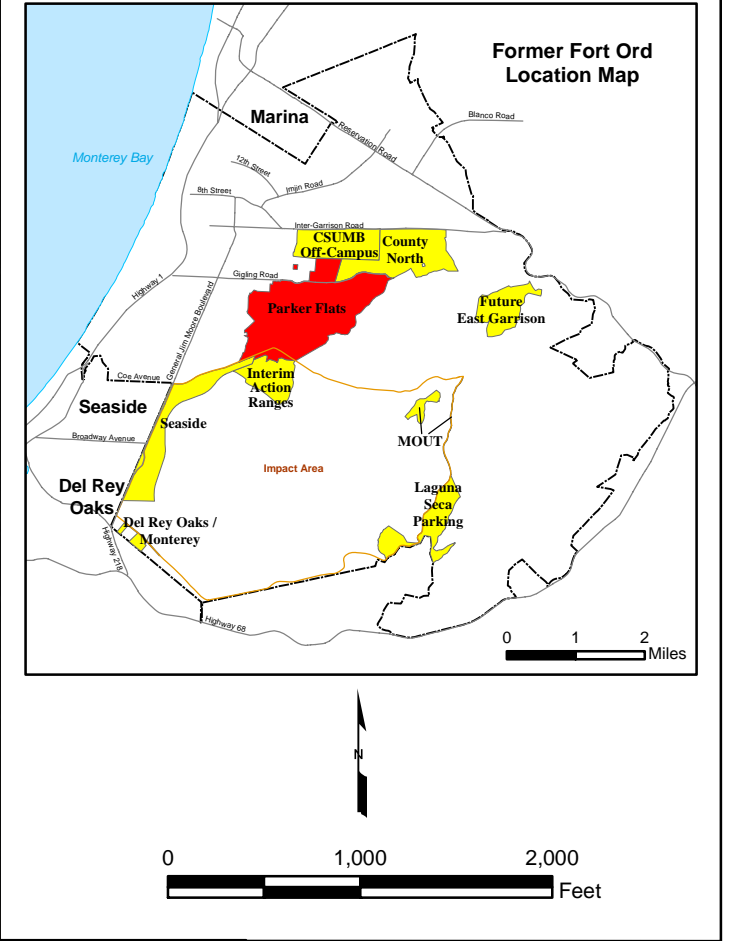 Former Fort Ord
Location Map
Marina
Blanco Road
Reservation Road
Monterey Bay
12th Street
Imjin Road
8th Street
Inter-Garrison Road
CSUMB
Off-Campus
County
North
Gigling Road
Highway 1
General Jim Moore Boulevard
Parker Flats
Future
East Garrison
Coe Avenue
Interim
Action
Ranges
Seaside
Seaside
Broadway Avenue
MOUT
Impact Area
Del Rey
Oaks
Laguna
Seca
Parking
Del Rey Oaks /
Monterey
Highway 218
Highway 68
0 1 2
Miles
N
0 1,000 2,000
Feet